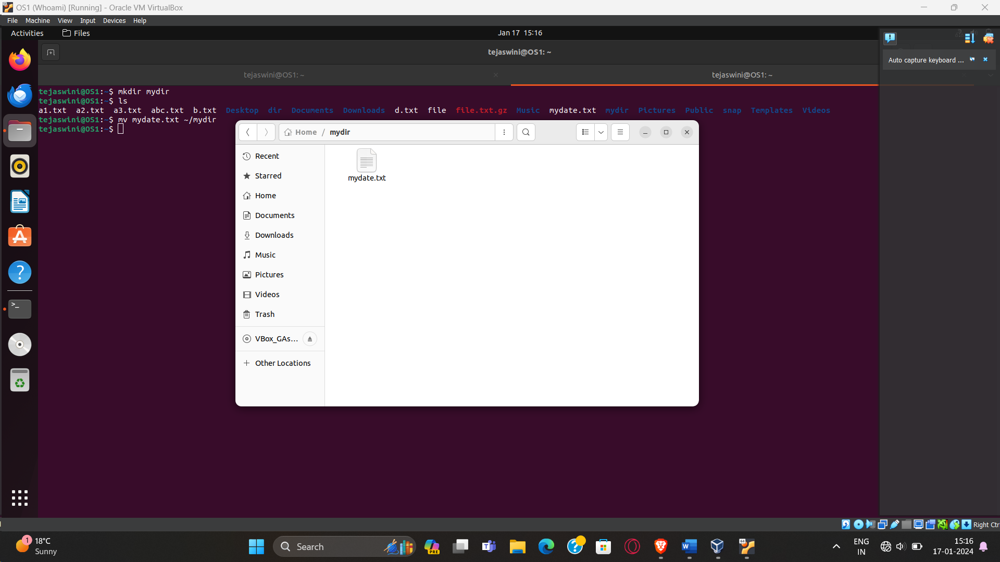 OS1 (Whoami) [Running] - Oracle VM VirtualBox
File Machine View Input Devices Help
Activities Files Jan 17 15:16
tejaswini@OS1: ~
Auto capture keyboard ...
tejaswini@OS1: ~ tejaswini@OS1: ~
tejaswini@OS1:~$ mkdir mydir
tejaswini@OS1:~$ ls
a1.txt a2.txt a3.txt abc.txt b.txt Desktop dir Documents Downloads d.txt file file.txt.gz Music mydate.txt mydir Pictures Public snap Templates Videos
tejaswini@OS1:~$ mv mydate.txt ~/mydir
tejaswini@OS1:~$
Home / mydir
Recent
Starred
Home
Documents
Downloads
Music
Pictures
Videos
Trash
VBox_GAs...
Other Locations
mydate.txt
Right Ctr
1 18°C
Sunny
Search
PRE
64
ENG
IN
15:16
17-01-2024